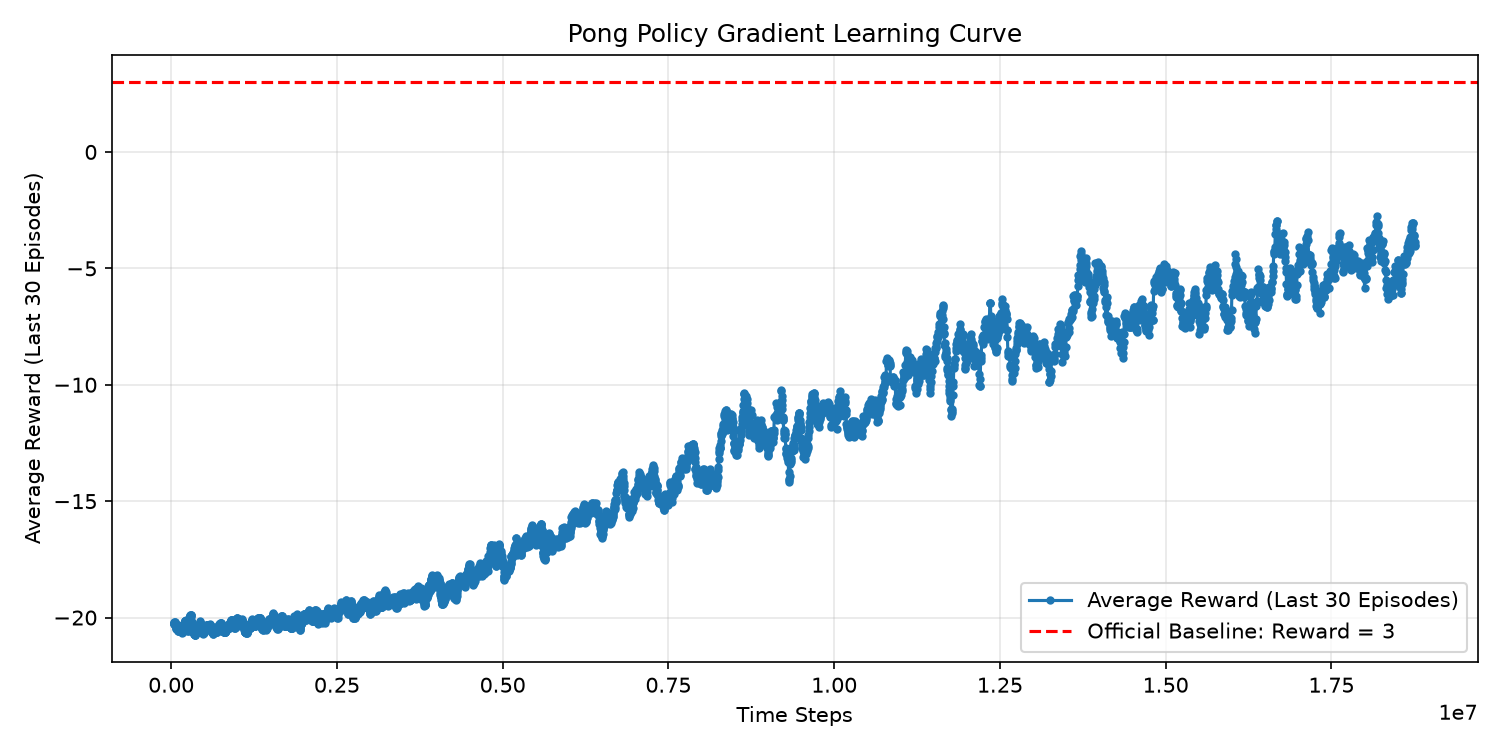 Pong Policy Gradient Learning Curve
Average Reward (Last 30 Episodes)
0
−5
−10
−15
−20
0.00 0.25 0.50 0.75 1.00 1.25 1.50 1.75
1e7
Time Steps
Average Reward (Last 30 Episodes)
Official Baseline: Reward = 3